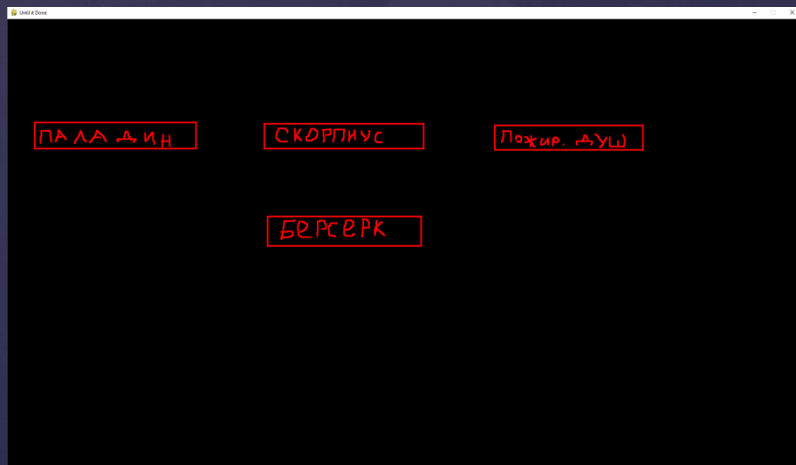 Until it Done
ПАЛАДИН
СКОРПИУС
Пожир. ДУШ
БЕРСЕРК